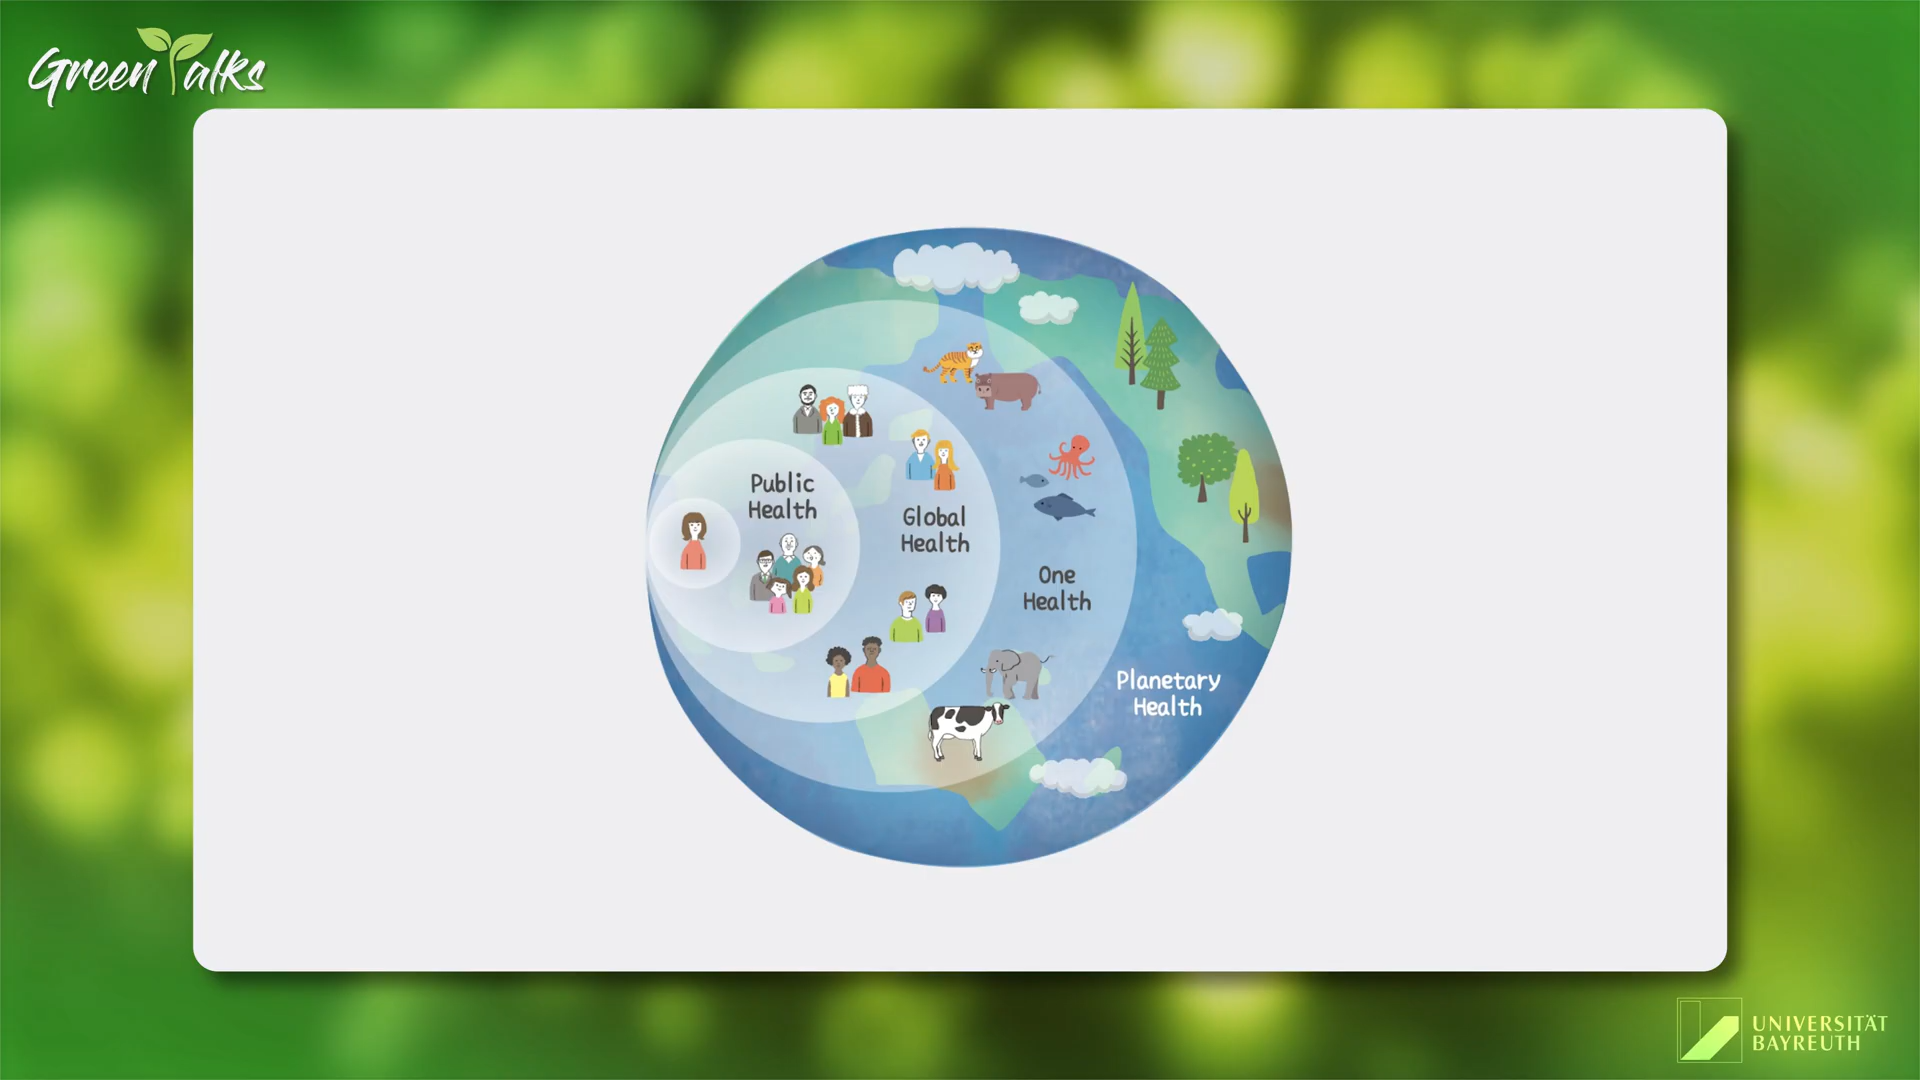 Green Talks
Public
Health
Global
Health
One
Health
Planetary
Health
UNIVERSITÄT
BAYREUTH